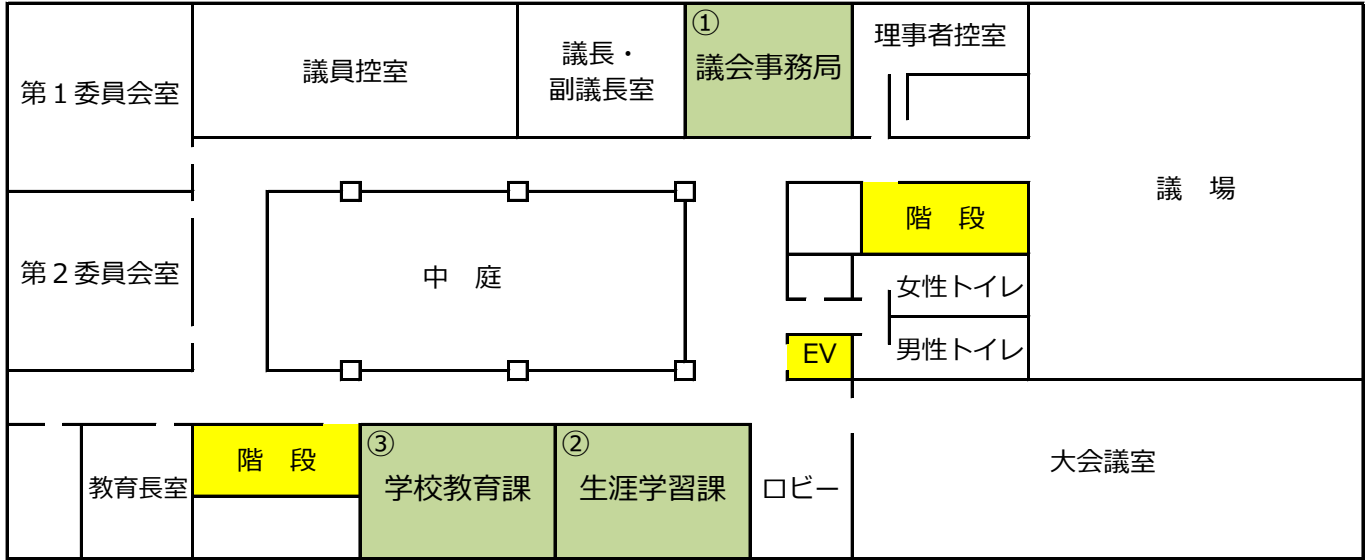 第１委員会室
議員控室
議長・
副議長室
①
議会事務局
理事者控室
議　場
第２委員会室
中　庭
階　段
女性トイレ
男性トイレ
EV
教育長室
階　段
③
学校教育課
②
生涯学習課
ロビー
大会議室